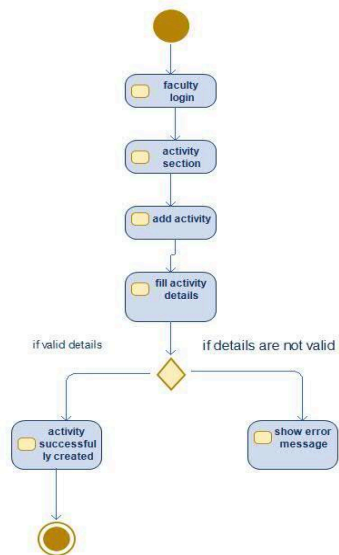 faculty
login
activity
section
add activity
fill activity
details
if valid details
if details are not valid
activity
successful
ly created
show error
message